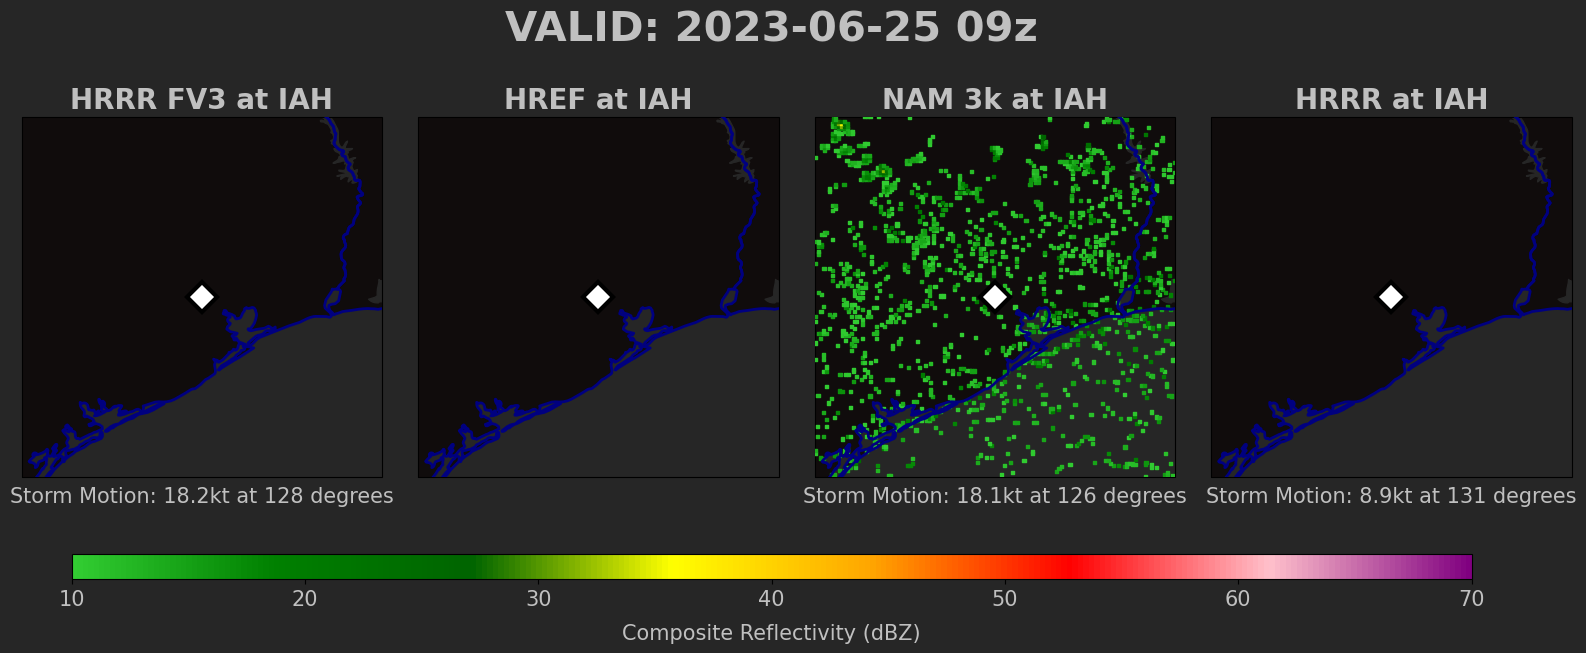 VALID: 2023-06-25 09z
HRRR FV3 at IAH
HREF at IAH
NAM 3k at IAH
HRRR at IAH
Storm Motion: 18.2kt at 128 degrees
Storm Motion: 18.1kt at 126 degrees
Storm Motion: 8.9kt at 131 degrees
10 20 30 40 50 60 70
Composite Reflectivity (dBZ)